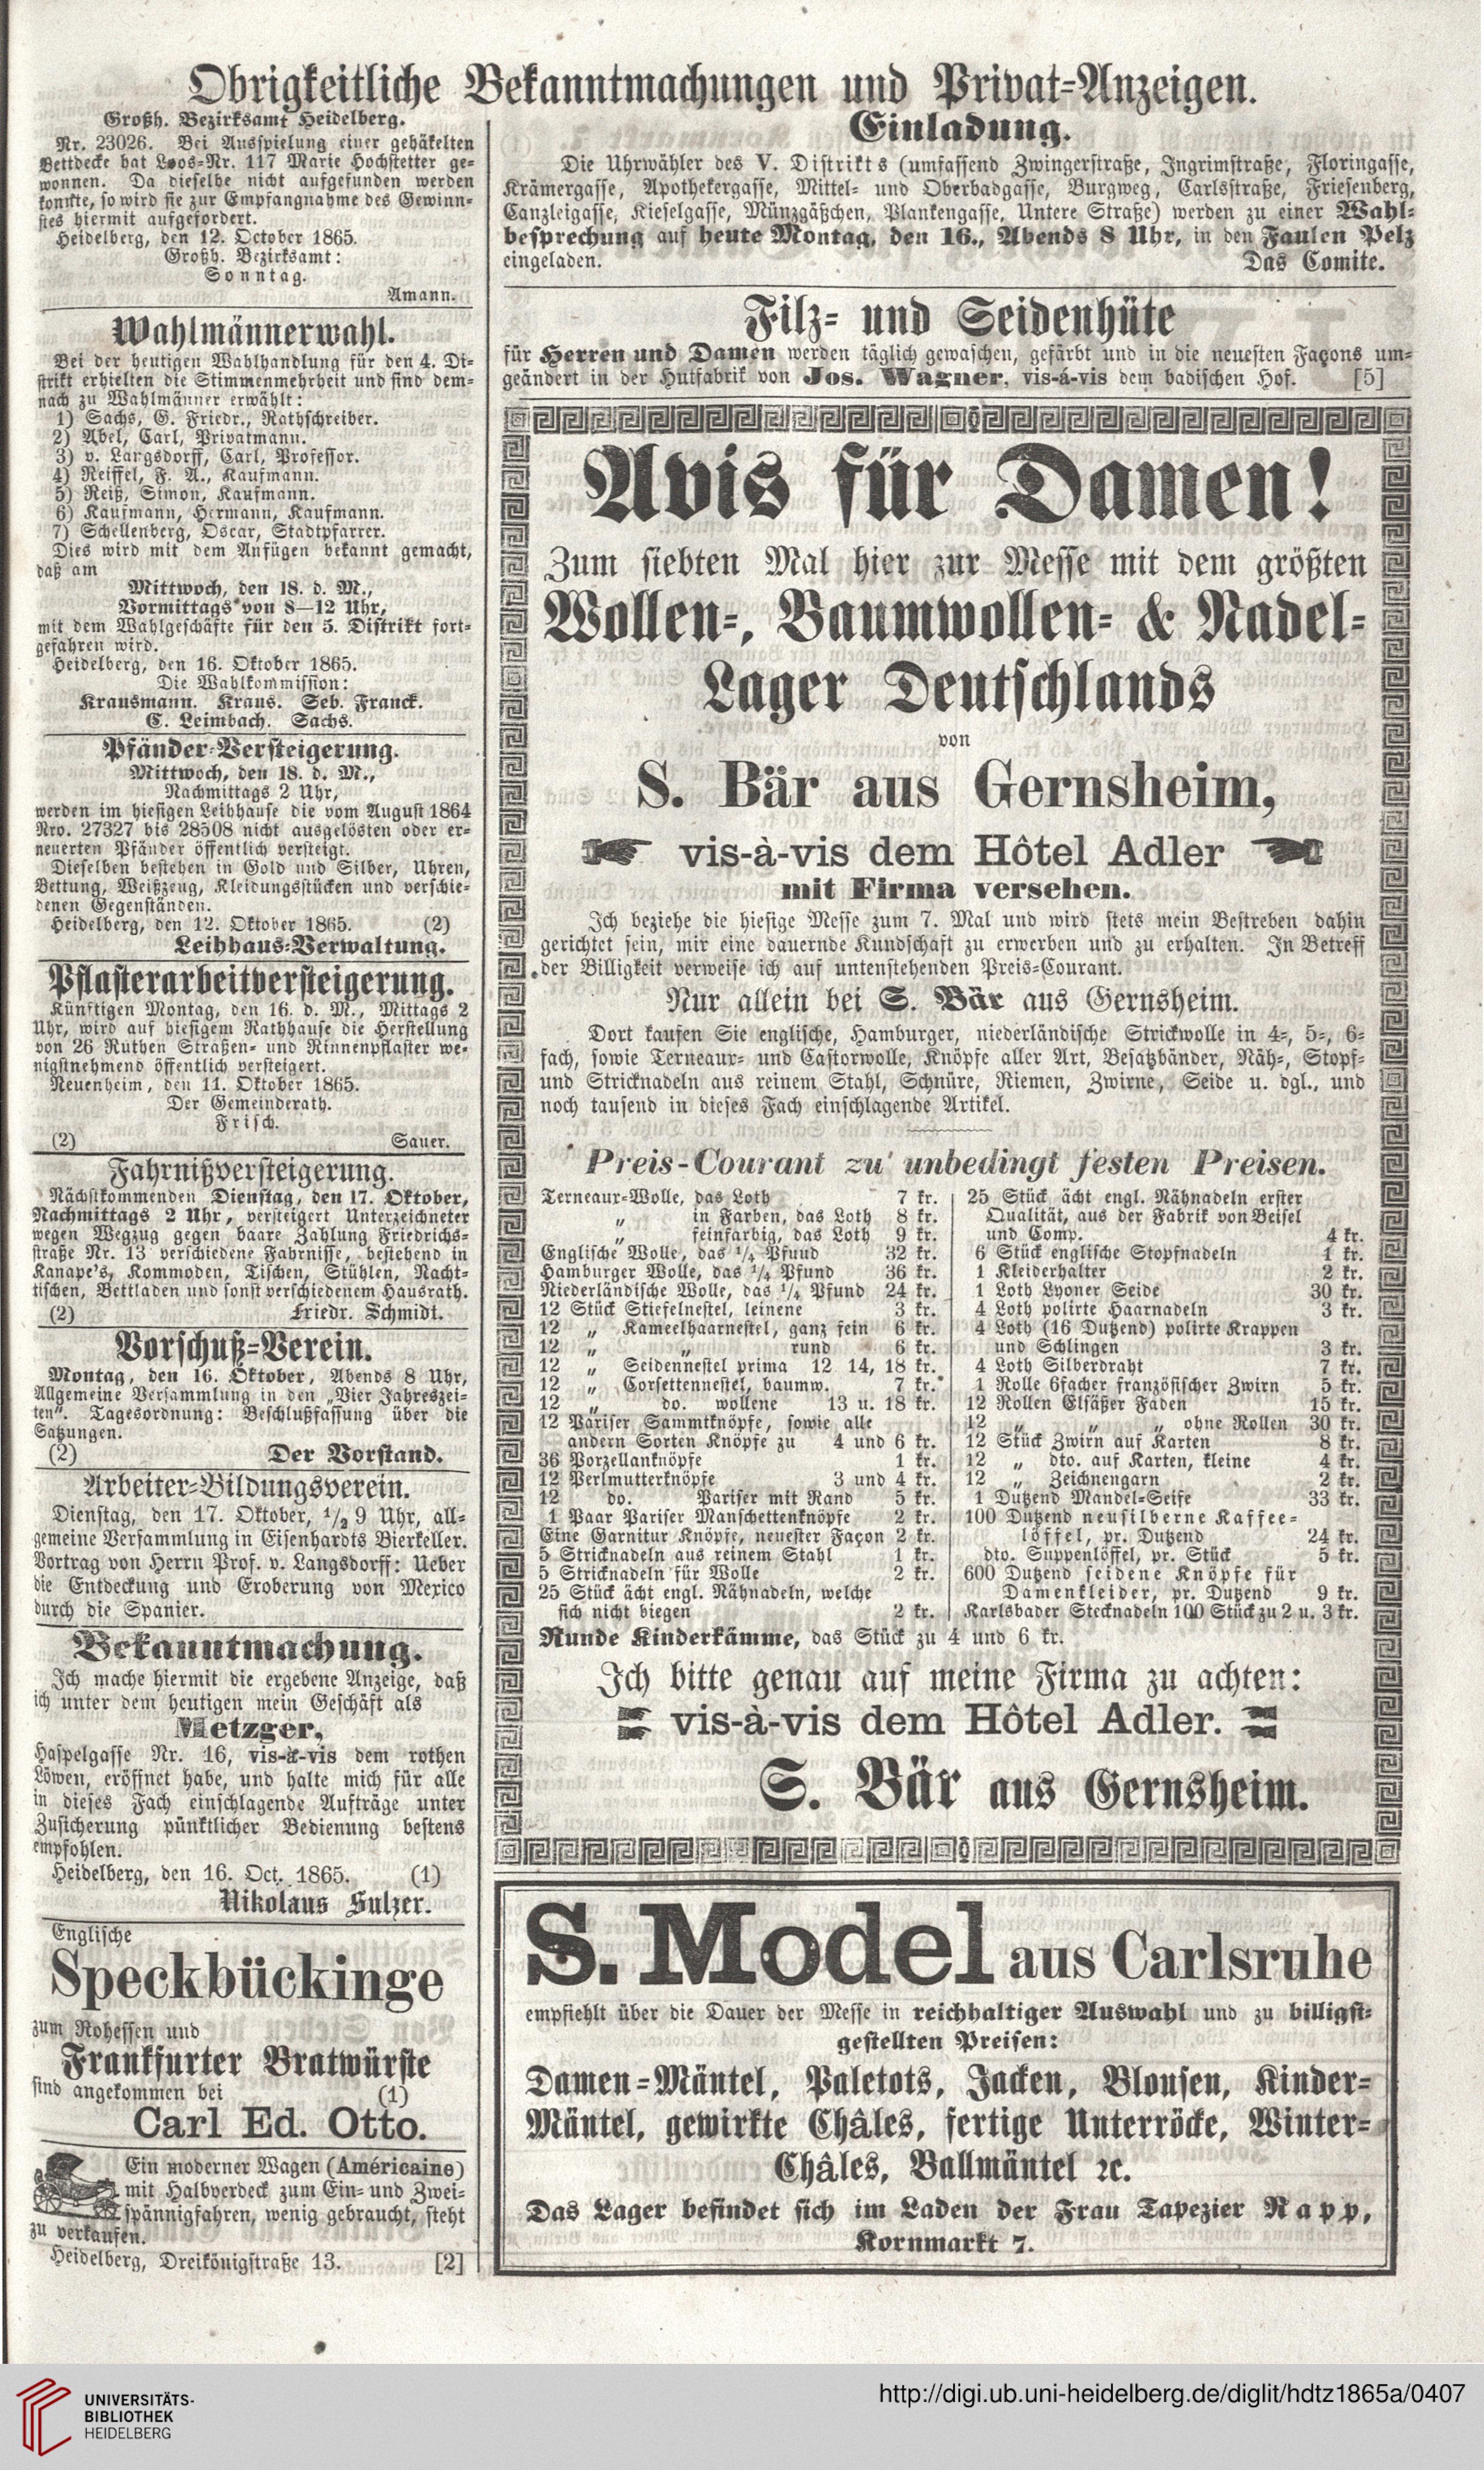 Obrigkeitliche Bekanntmachungen und Privat-Anzeigen.
Großh. Bezirksamt Heidelberg.
Nr. 23026. Bei Ausspielung einer gehäkelten
Bettdecke hat Loos-Nr. 117 Marie Hochstetter ge-
wonnen. Da dieselbe nicht aufgefunden werden
konnte, so wird sie zur Empfangnahme des Gewinn-
stes hiermit aufgefordert.
Heidelberg, den 12. October 1865.
Großh. Bezirksamt:
Sonntag.
Amann.
Wahlmännerwahl.
Bei der heutigen Wahlhandlung für den 4. Di-
strikt erhielten die Stimmenmehrheit und sind dem-
nach zu Wahlmänner erwählt:
1) Sachs, G. Friedr., Rathschreiber.
2) Abel, Carl, Privatmann.
3) v. Largsdorff, Carl, Professor.
4) Reiffel, F. A., Kaufmann.
5) Reiß, Simon, Kaufmann.
6) Kaufmann, Hermann, Kaufmann.
7) Schellenberg, Oscar, Stadtpfarrer.
Dies wird mit dem Anfügen bekannt gemacht,
daß am
Mittwoch, den 18. d. M.,
Vormittags von 8—12 Uhr,
mit dem Wahlgeschäfte für den 5. Distrikt fort-
gefahren wird.
Heidelberg, den 16. Oktober 1865.
Die Wahlkommission:
Krausmann. Kraus. Seb. Franck.
C. Leimbach. Sachs.
Pfänder-Versteigerung.
Mittwoch, den 18. d. M.,
Nachmittags 2 Uhr,
werden im hiesigen Leihhause die vom August 1864
Nro. 27327 bis 28508 nicht ausgelösten oder er-
neuerten Pfänder öffentlich versteigt.
Dieselben bestehen in Gold und Silber, Uhren,
Bettung, Weißzeug, Kleidungsstücken und verschie-
denen Gegenständen.
Heidelberg, den 12. Oktober 1865. (2)
Leihhaus-Verwaltung.
Pflasterarbeitversteigerung.
Künftigen Montag, den 16. d. M., Mittags 2
Uhr, wird auf hiesigem Rathhause die Herstellung
von 26 Ruthen Straßen- und Rinnenpflaster we-
nigstnehmend öffentlich versteigert.
Neuenheim, den 11. Oktober 1865.
Der Gemeinderath.
Frisch.
(2) Sauer.
Fahrnißversteigerung.
Nächstkommenden Dienstag, den 17. Oktober,
Nachmittags 2 Uhr, versteigert Unterzeichneter
wegen Wegzug gegen baare Zahlung Friedrichs-
straße Nr. 13 verschiedene Fahrnisse, bestehend in
Kanape's, Kommoden, Tischen, Stühlen, Nacht-
tischen, Bettladen und sonst verschiedenem Hausrath.
(2) Friedr. Schmidt.
Vorschuß-Verein.
Montag, den 16. Oktober, Abends 8 Uhr,
Allgemeine Versammlung in den „Vier Jahreszei-
ten". Tagesordnung: Beschlußfassung über die
Satzungen.
(2) Der Vorstand.
Arbeiter-Bildungsverein.
Dienstag, den 17. Oktober, 1/2 9 Uhr, all-
gemeine Versammlung in Eisenhardts Bierkeller.
Vortrag von Herrn Prof. v. Langsdorff: Ueber
die Entdeckung und Eroberung von Mexico
durch die Spanier.
Bekanntmachung.
Ich mache hiermit die ergebene Anzeige, daß
ich unter dem heutigen mein Geschäft als
Metzger,
Haspelgasse Nr. 16, vis-à-vis dem rothen
Löwen, eröffnet habe, und halte mich für alle
in dieses Fach einschlagende Aufträge unter
Zusicherung pünktlicher Bedienung bestens
empfohlen.
Heidelberg, den 16. Oct. 1865. (1)
Nikolaus Sulzer.
Englische
Speckbückinge
zum Rohessen und
Frankfurter Bratwürste
sind angekommen bei (1)
Carl Ed. Otto.
Ein moderner Wagen (Américaine)
mit Halbverdeck zum Ein- und Zwei-
spännigfahren, wenig gebraucht, steht
zu verkaufen.
Heidelberg, Dreikönigstraße 13. [2]
Einladung.
Die Uhrwähler des V. Distrikts (umfassend Zwingerstraße, Ingrimstraße, Floringasse,
Krämergasse, Apothekergasse, Mittel- und Oberbadgasse, Burgweg, Carlsstraße, Friesenberg,
Canzleigasse, Kieselgasse, Münzgäßchen, Plankengasse, Untere Straße) werden zu einer Wahl-
besprechung auf heute Montag, den 16., Abends 8 Uhr, in den Faulen Pelz
eingeladen. Das Comite.
Filz- und Seidenhüte
für Herren und Damen werden täglich gewaschen, gefärbt und in die neuesten Façons um-
geändert in der Hutfabrik von Jos. Wagner, vis-á-vis dem badischen Hof. [5]
Avis für Damen!
Zum siebten Mal hier zur Messe mit dem größten
Wollen-, Baumwollen- & Nadel-
Lager Deutschlands
von
S. Bär aus Gernsheim,
vis-à-vis dem Hôtel Adler
mit Firma versehen.
Ich beziehe die hiesige Messe zum 7. Mal und wird stets mein Bestreben dahin
gerichtet sein, mir eine dauernde Kundschaft zu erwerben und zu erhalten. In Betreff
der Billigkeit verweise ich auf untenstehenden Preis-Courant.
Nur allein bei S. Bär aus Gernsheim.
Dort kaufen Sie englische, Hamburger, niederländische Strickwolle in 4-, 5-, 6-
fach, sowie Terneaux- und Castorwolle, Knöpfe aller Art, Besatzbänder, Näh-, Stopf-
und Stricknadeln aus reinem Stahl, Schnüre, Riemen, Zwirne, Seide u. dgl., und
noch tausend in dieses Fach einschlagende Artikel.
Preis-Courant zu unbedingt festen Preisen.
Terneaux-Wolle, das Loth 7 kr.
„ in Farben, das Loth 8 kr.
„ feinfarbig, das Loth 9 kr.
Englische Wolle, das 1/4 Pfund 32 kr.
Hamburger Wolle, das 1/4 Pfund 36 kr.
Niederländische Wolle, das 1/4 Pfund 24 kr.
12 Stück Stiefelnestel, leinene 3 kr.
12 „ Kameelhaarnestel, ganz fein 6 kr.
12 „ „ rund 6 kr.
12 „ Seidennestel prima 12 14, 18 kr.
12 „ Corsettennestel, baumw. 7 kr.
12 „ do. wollene 13 u. 18 kr.
12 Pariser Sammtknöpfe, sowie alle
andern Sorten Knöpfe zu 4 und 6 kr.
36 Porzellanknöpfe 1 kr.
12 Perlmutterknöpfe 3 und 4 kr.
12 do. Pariser mit Rand 5 kr.
1 Paar Pariser Manschettenknöpfe 2 kr.
Eine Garnitur Knöpfe, neuester Façon 2 kr.
5 Stricknadeln aus reinem Stahl 1 kr.
5 Stricknadeln für Wolle 2 kr.
25 Stück ächt engl. Nähnadeln, welche
sich nicht biegen 2 kr.
25 Stück ächt engl. Nähnadeln erster
Qualität, aus der Fabrik von Beisel
und Comp. 4 kr.
6 Stück englische Stopfnadeln 1 kr.
1 Kleiderhalter 2 kr.
1 Loth Lyoner Seide 30 kr.
4 Loth polirte Haarnadeln 3 kr.
4 Loth (16 Dutzend) polirte Krappen
und Schlingen 3 kr.
4 Loth Silberdraht 7 kr.
1 Rolle 6facher französischer Zwirn 5 kr.
12 Rollen Elsäßer Faden 15 kr.
12 „ „ „ ohne Rollen 30 kr.
12 Stück Zwirn auf Karten 8 kr.
12 „ dto. auf Karten, kleine 4 kr.
12 „ Zeichnengarn 2 kr.
1 Dutzend Mandel-Seife 33 kr.
100 Dutzend neusilberne Kaffee-
löffel, pr. Dutzend 24 kr.
dto. Suppenlöffel, pr. Stück 5 kr.
600 Dutzend seidene Knöpfe für
Damenkleider, pr. Dutzend 9 kr.
Karlsbader Stecknadeln 100 Stück zu 2 u. 3 kr.
Runde Kinderkämme, das Stück zu 4 und 6 kr.
Ich bitte genau auf meine Firma zu achten:
vis-à-vis dem Hôtel Adler.
S. Bär aus Gernsheim.
S. Model aus Carlsruhe
empfiehlt über die Dauer der Messe in reichhaltiger Auswahl und zu billigst-
gestellten Preisen:
Damen-Mäntel, Paletots, Jacken, Blousen, Kinder-
Mäntel, gewirkte Châles, fertige Unterröcke, Winter-
Châles, Ballmäntel ꝛc.
Das Lager befindet sich im Laden der Frau Tapezier Rapp,
Kornmarkt 7.
UNIVERSITÄTS-
BIBLIOTHEK
HEIDELBERG
http://digi.ub.uni-heidelberg.de/diglit/hdtz1865a/0407